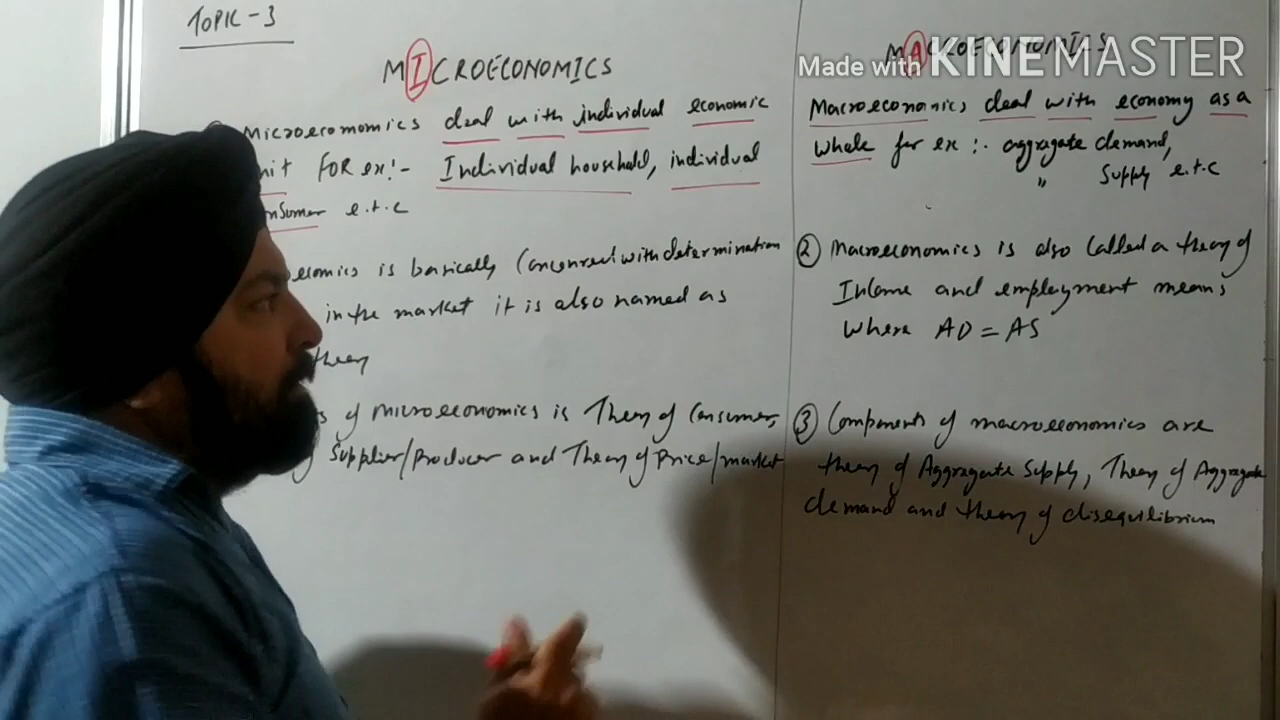 TOPIC-3
MICROECONOMICS
Microeconomics deal with individual economic
unit FOR ex:- Individual household, individual
consumer e.t.c
economics is basically concerned with determination
in the market it is also named as
theory
of microeconomics is Theory of Consumer,
Supplier/Producer and Theory of Price/market
MACROECONOMICS
Made with KINEMASTER
Macroeconomics deal with economy as a
whole for ex:- aggregate demand,
" Supply e.t.c
② Macroeconomics is also called a theory of
Income and employment means
where AD = AS
③ Components of macroeconomics are
theory of Aggregate Supply, Theory of Aggregate
demand and theory of disequilibrium